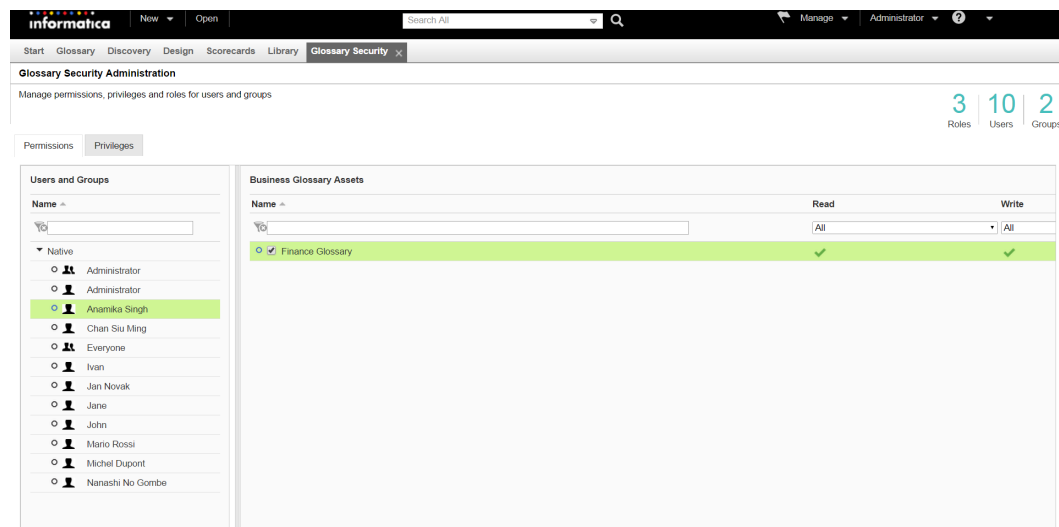 informatica New Open Search All Manage Administrator ?
Start Glossary Discovery Design Scorecards Library Glossary Security
Glossary Security Administration
Manage permissions, privileges and roles for users and groups
3 10 2
Roles Users Groups
Permissions Privileges
Users and Groups Business Glossary Assets
Name Name Read Write
All All
Native Finance Glossary
Administrator
Administrator
Anamika Singh
Chan Siu Ming
Everyone
Ivan
Jan Novak
Jane
John
Mario Rossi
Michel Dupont
Nanashi No Gombe